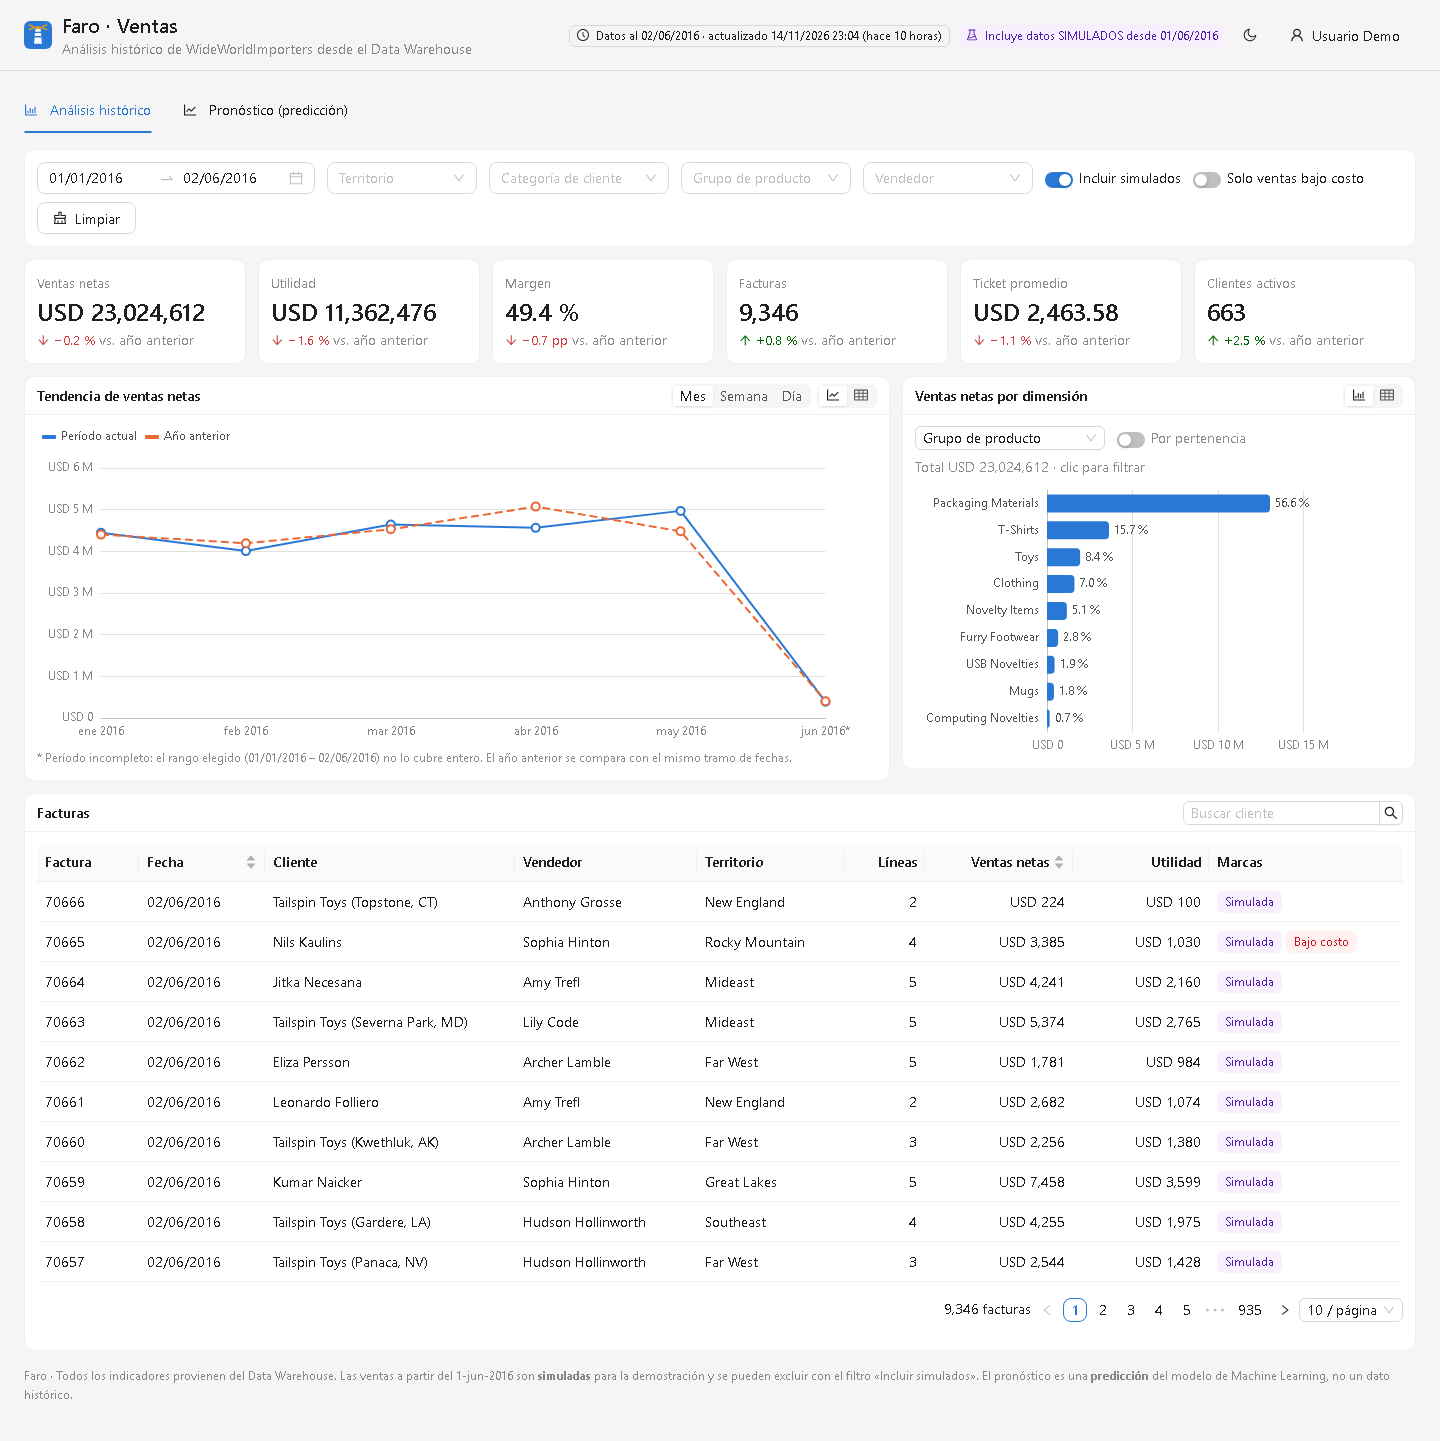 Faro · Ventas
Análisis histórico de WideWorldImporters desde el Data Warehouse
Datos al 02/06/2016 · actualizado 14/11/2026 23:04 (hace 10 horas)
Incluye datos SIMULADOS desde 01/06/2016
Usuario Demo
Análisis histórico
Pronóstico (predicción)
01/01/2016 → 02/06/2016
Territorio
Categoría de cliente
Grupo de producto
Vendedor
Incluir simulados
Solo ventas bajo costo
Limpiar
Ventas netas
USD 23,024,612
↓ −0.2 % vs. año anterior
Utilidad
USD 11,362,476
↓ −1.6 % vs. año anterior
Margen
49.4 %
↓ −0.7 pp vs. año anterior
Facturas
9,346
↑ +0.8 % vs. año anterior
Ticket promedio
USD 2,463.58
↓ −1.1 % vs. año anterior
Clientes activos
663
↑ +2.5 % vs. año anterior
Tendencia de ventas netas
Mes Semana Día
Período actual Año anterior
USD 6 M
USD 5 M
USD 4 M
USD 3 M
USD 2 M
USD 1 M
USD 0
ene 2016 feb 2016 mar 2016 abr 2016 may 2016 jun 2016*
* Período incompleto: el rango elegido (01/01/2016 – 02/06/2016) no lo cubre entero. El año anterior se compara con el mismo tramo de fechas.
Ventas netas por dimensión
Grupo de producto
Por pertenencia
Total USD 23,024,612 · clic para filtrar
Packaging Materials 56.6 %
T-Shirts 15.7 %
Toys 8.4 %
Clothing 7.0 %
Novelty Items 5.1 %
Furry Footwear 2.8 %
USB Novelties 1.9 %
Mugs 1.8 %
Computing Novelties 0.7 %
USD 0 USD 5 M USD 10 M USD 15 M
Facturas
Buscar cliente
Factura Fecha Cliente Vendedor Territorio Líneas Ventas netas Utilidad Marcas
70666 02/06/2016 Tailspin Toys (Topstone, CT) Anthony Grosse New England 2 USD 224 USD 100 Simulada
70665 02/06/2016 Nils Kaulins Sophia Hinton Rocky Mountain 4 USD 3,385 USD 1,030 Simulada Bajo costo
70664 02/06/2016 Jitka Necesana Amy Trefl Mideast 5 USD 4,241 USD 2,160 Simulada
70663 02/06/2016 Tailspin Toys (Severna Park, MD) Lily Code Mideast 5 USD 5,374 USD 2,765 Simulada
70662 02/06/2016 Eliza Persson Archer Lamble Far West 5 USD 1,781 USD 984 Simulada
70661 02/06/2016 Leonardo Folliero Amy Trefl New England 2 USD 2,682 USD 1,074 Simulada
70660 02/06/2016 Tailspin Toys (Kwethluk, AK) Archer Lamble Far West 3 USD 2,256 USD 1,380 Simulada
70659 02/06/2016 Kumar Naicker Sophia Hinton Great Lakes 5 USD 7,458 USD 3,599 Simulada
70658 02/06/2016 Tailspin Toys (Gardere, LA) Hudson Hollinworth Southeast 4 USD 4,255 USD 1,975 Simulada
70657 02/06/2016 Tailspin Toys (Panaca, NV) Hudson Hollinworth Far West 3 USD 2,544 USD 1,428 Simulada
9,346 facturas 1 2 3 4 5 ••• 935 10 / página
Faro · Todos los indicadores provienen del Data Warehouse. Las ventas a partir del 1-jun-2016 son simuladas para la demostración y se pueden excluir con el filtro «Incluir simulados». El pronóstico es una predicción del modelo de Machine Learning, no un dato
histórico.